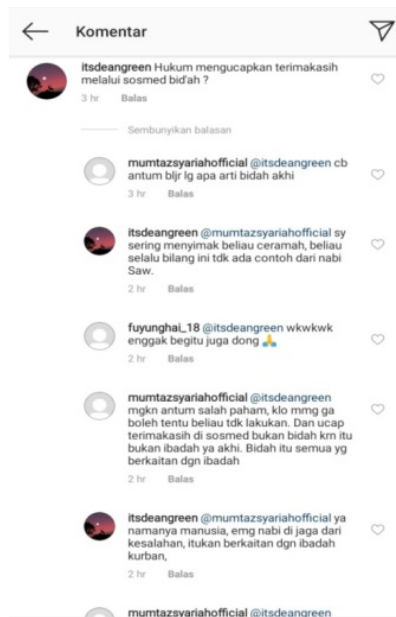 Komentar
itsdeangreen Hukum mengucapkan terimakasih
melalui sosmed bid'ah ?
3 hr Balas
Sembunyikan balasan
mumtazsyariahofficial @itsdeangreen cb
antum bljr lg apa arti bidah akhi
3 hr Balas
itsdeangreen @mumtazsyariahofficial sy
sering menyimak beliau ceramah, beliau
selalu bilang ini tdk ada contoh dari nabi
Saw.
2 hr Balas
fuyunghai_18 @itsdeangreen wkwkwk
enggak begitu juga dong 🙏
2 hr Balas
mumtazsyariahofficial @itsdeangreen
mgkn antum salah paham, klo mmg ga
boleh tentu beliau tdk lakukan. Dan ucap
terimakasih di sosmed bukan bidah krn itu
bukan ibadah ya akhi. Bidah itu semua yg
berkaitan dgn ibadah
2 hr Balas
itsdeangreen @mumtazsyariahofficial ya
namanya manusia, emg nabi di jaga dari
kesalahan, itukan berkaitan dgn ibadah
kurban,
2 hr Balas
mumtazsyariahofficial @itsdeangreen